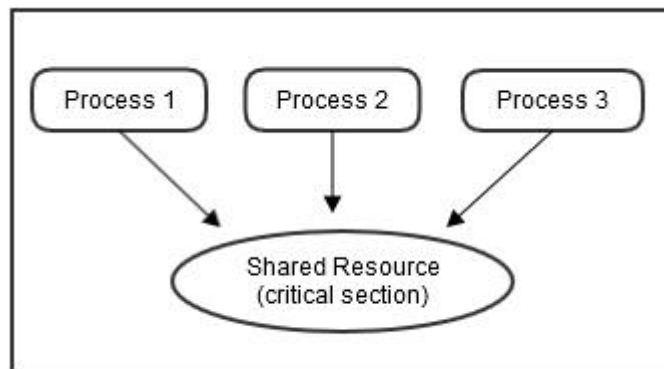 Process 1
Process 2
Process 3
Shared Resource
(critical section)